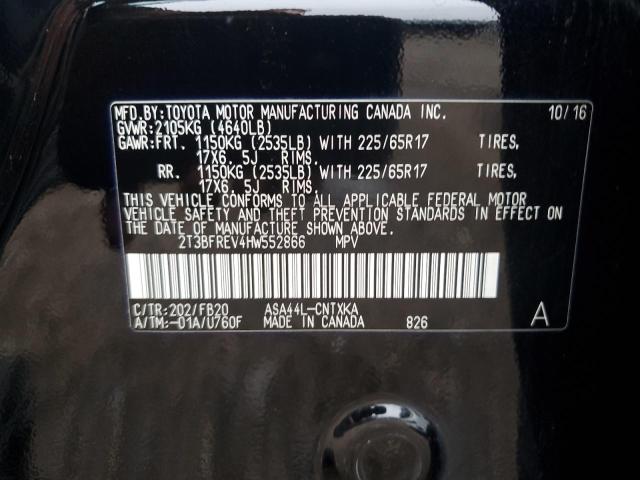 MFD.BY:TOYOTA MOTOR MANUFACTURING CANADA INC. 10/16
GVWR:2105KG (4640LB)
GAWR:FRT. 1150KG (2535LB) WITH 225/65R17 TIRES,
17X6.5J RIMS.
RR. 1150KG (2535LB) WITH 225/65R17 TIRES,
17X6.5J RIMS.
THIS VEHICLE CONFORMS TO ALL APPLICABLE FEDERAL MOTOR
VEHICLE SAFETY AND THEFT PREVENTION STANDARDS IN EFFECT ON
THE DATE OF MANUFACTURE SHOWN ABOVE.
2T3BFREV4HW552866 MPV
C/TR:202/FB20 ASA44L-CNTXKA
A/TM:-01A/U760F MADE IN CANADA 826 A